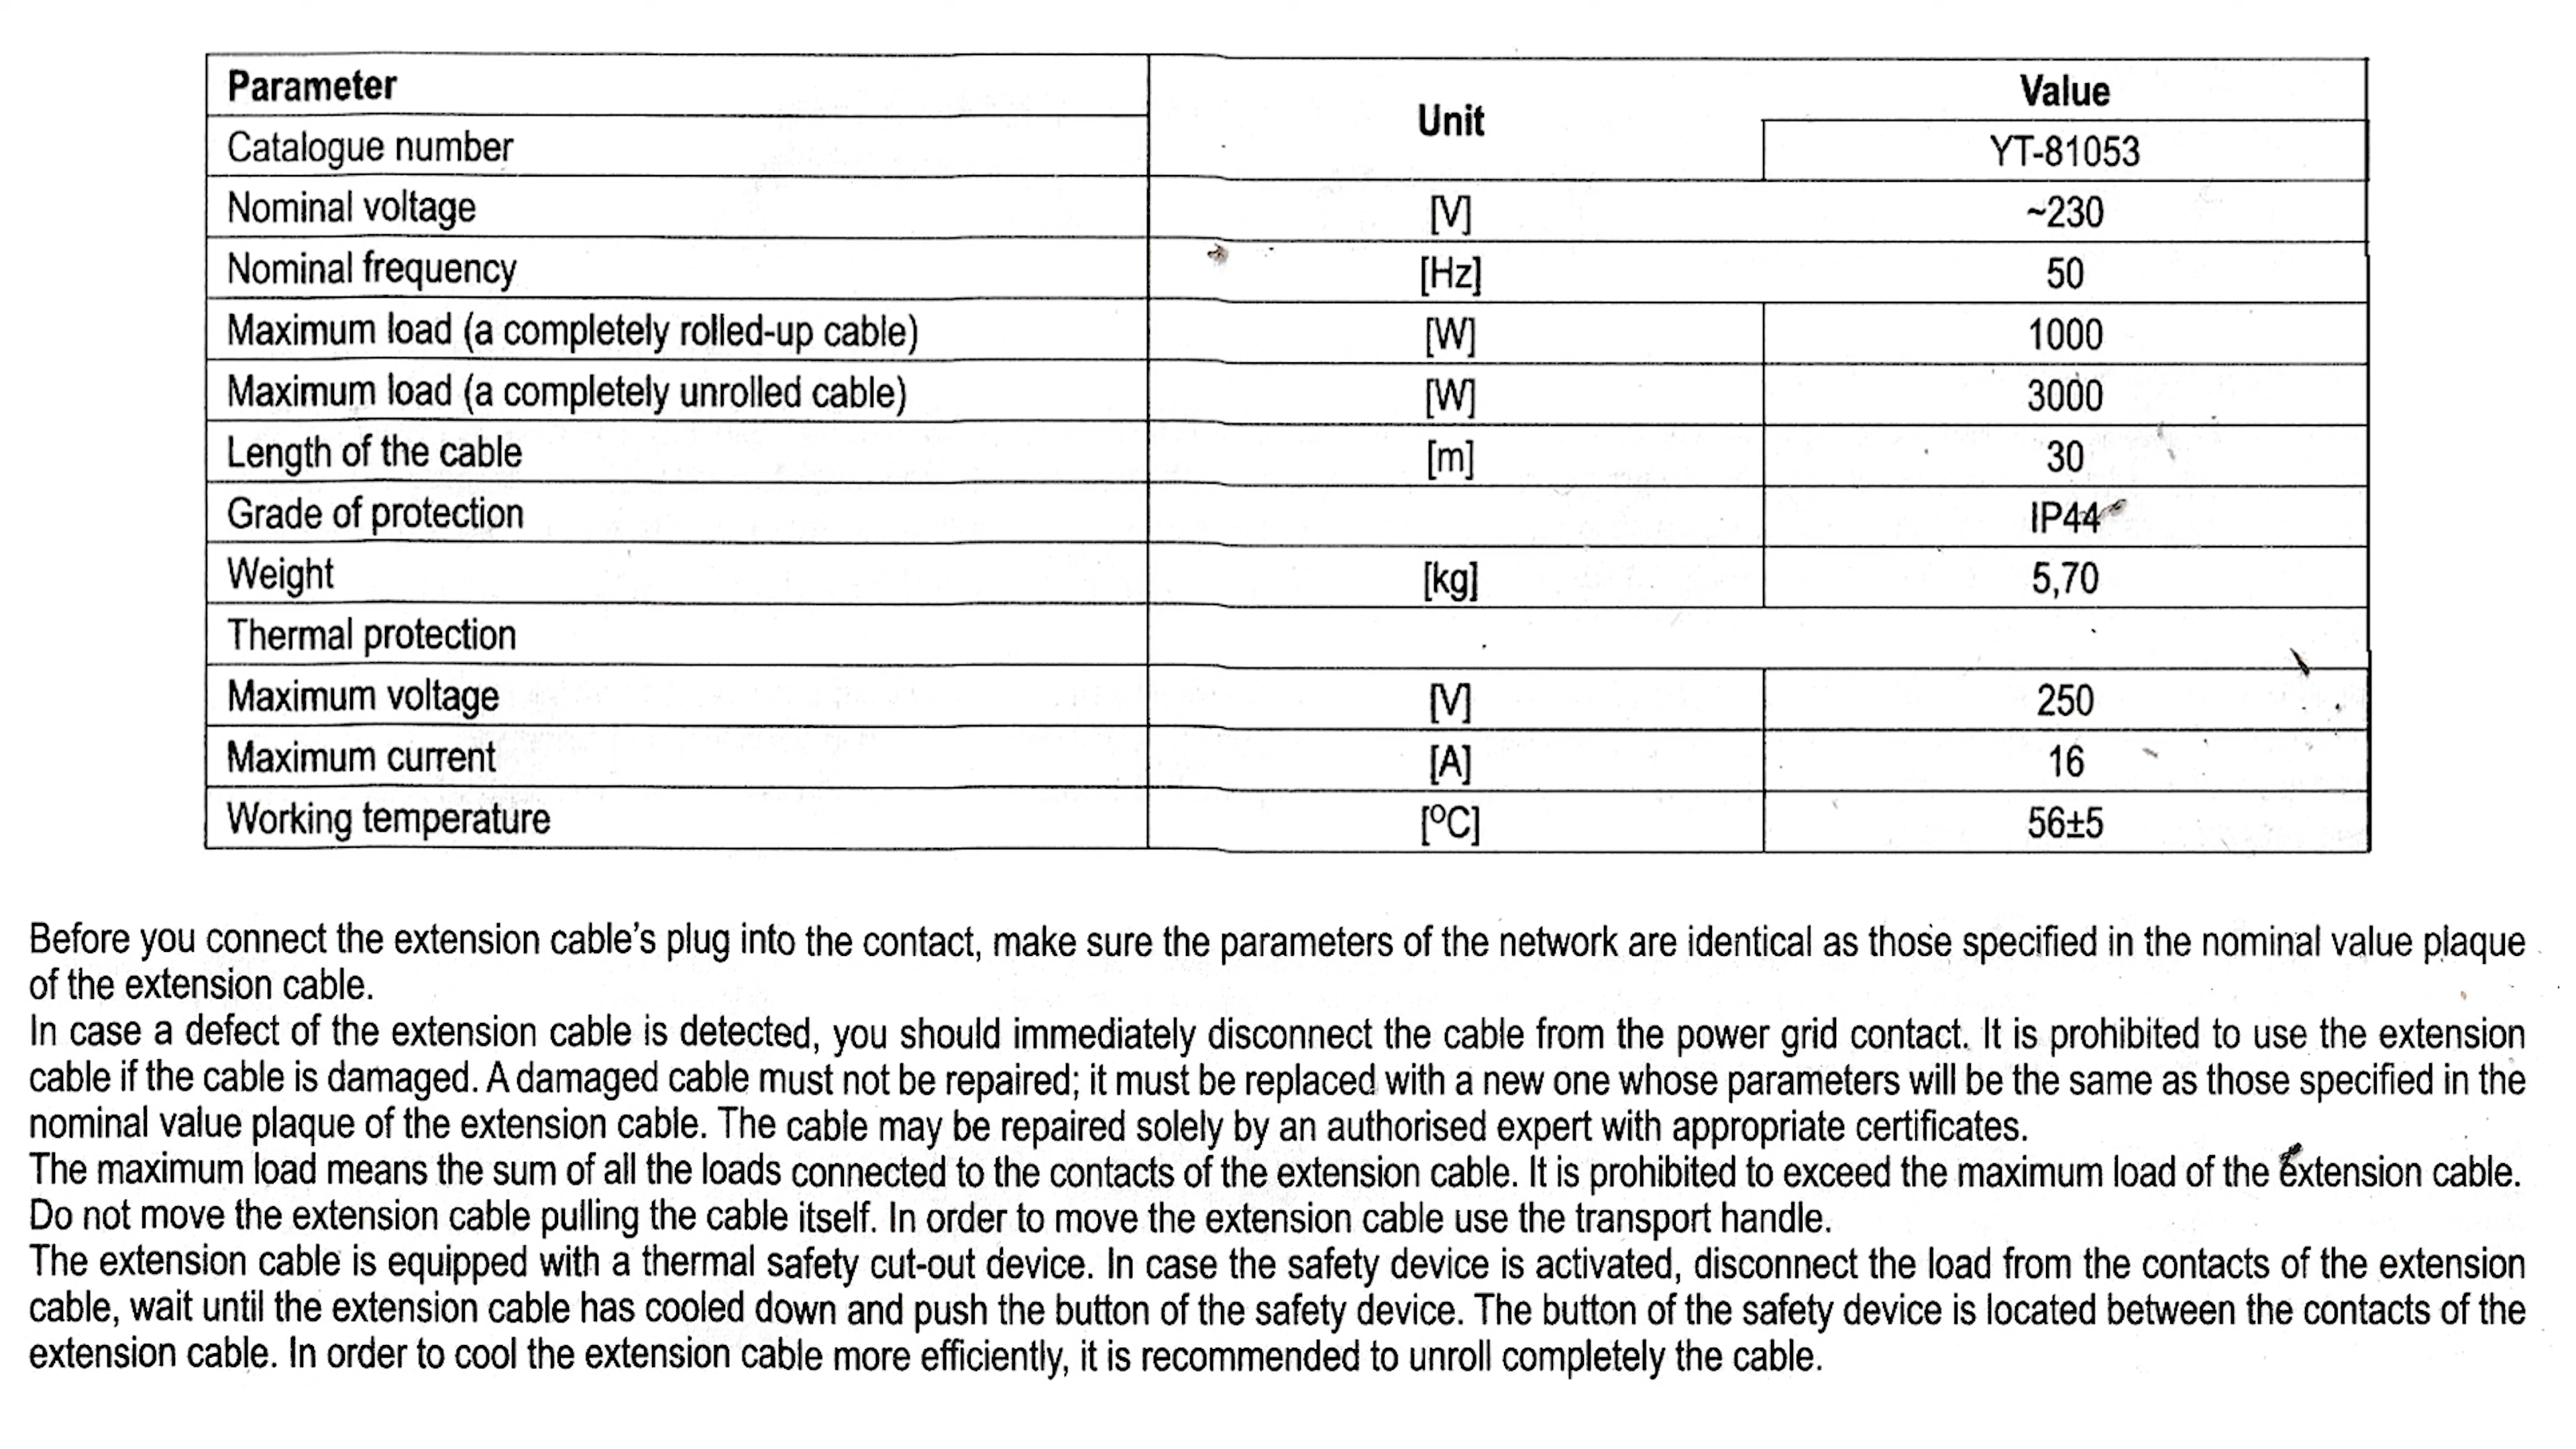 Parameter Unit Value
Catalogue number YT-81053
Nominal voltage [V] ~230
Nominal frequency [Hz] 50
Maximum load (a completely rolled-up cable) [W] 1000
Maximum load (a completely unrolled cable) [W] 3000
Length of the cable [m] 30
Grade of protection IP44
Weight [kg] 5,70
Thermal protection
Maximum voltage [V] 250
Maximum current [A] 16
Working temperature [ºC] 56±5
Before you connect the extension cable's plug into the contact, make sure the parameters of the network are identical as those specified in the nominal value plaque
of the extension cable.
In case a defect of the extension cable is detected, you should immediately disconnect the cable from the power grid contact. It is prohibited to use the extension
cable if the cable is damaged. A damaged cable must not be repaired; it must be replaced with a new one whose parameters will be the same as those specified in the
nominal value plaque of the extension cable. The cable may be repaired solely by an authorised expert with appropriate certificates.
The maximum load means the sum of all the loads connected to the contacts of the extension cable. It is prohibited to exceed the maximum load of the extension cable.
Do not move the extension cable pulling the cable itself. In order to move the extension cable use the transport handle.
The extension cable is equipped with a thermal safety cut-out device. In case the safety device is activated, disconnect the load from the contacts of the extension
cable, wait until the extension cable has cooled down and push the button of the safety device. The button of the safety device is located between the contacts of the
extension cable. In order to cool the extension cable more efficiently, it is recommended to unroll completely the cable.